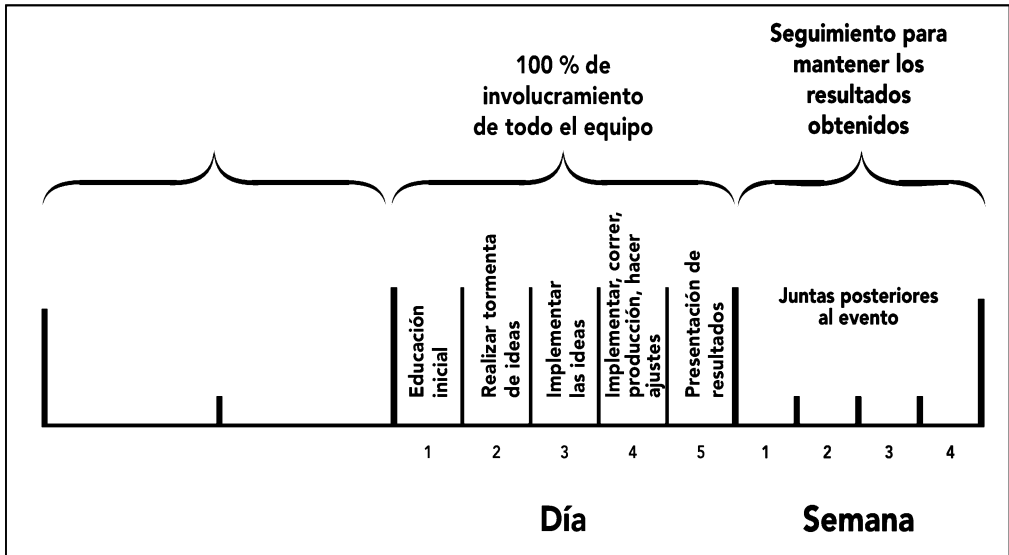 100 % de
involucramiento
de todo el equipo
Seguimiento para
mantener los
resultados
obtenidos
Educación
inicial
Realizar tormenta
de ideas
Implementar
las ideas
Implementar, correr,
producción, hacer
ajustes
Presentación de
resultados
Juntas posteriores
al evento
1
2
3
4
5
1
2
3
4
Día
Semana